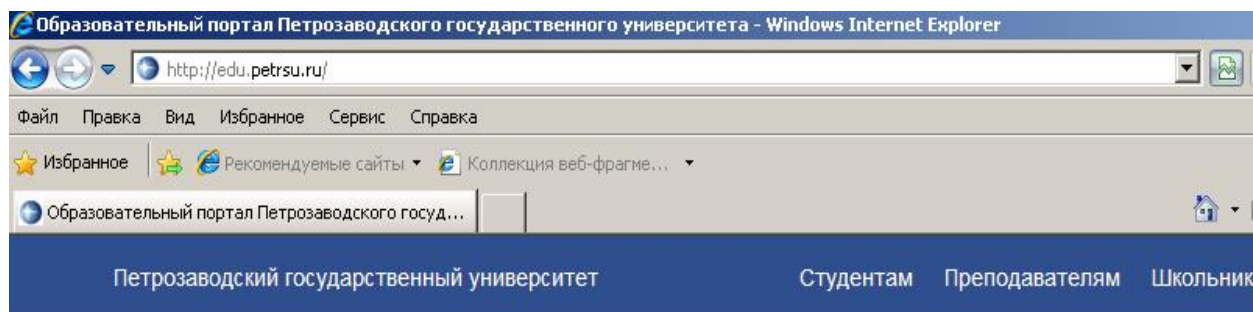 Образовательный портал Петрозаводского государственного университета - Windows Internet Explorer
http://edu.petrsu.ru/
Файл Правка Вид Избранное Сервис Справка
Избранное Рекомендуемые сайты Коллекция веб-фрагме...
Образовательный портал Петрозаводского госуд...
Петрозаводский государственный университет Студентам Преподавателям Школьник